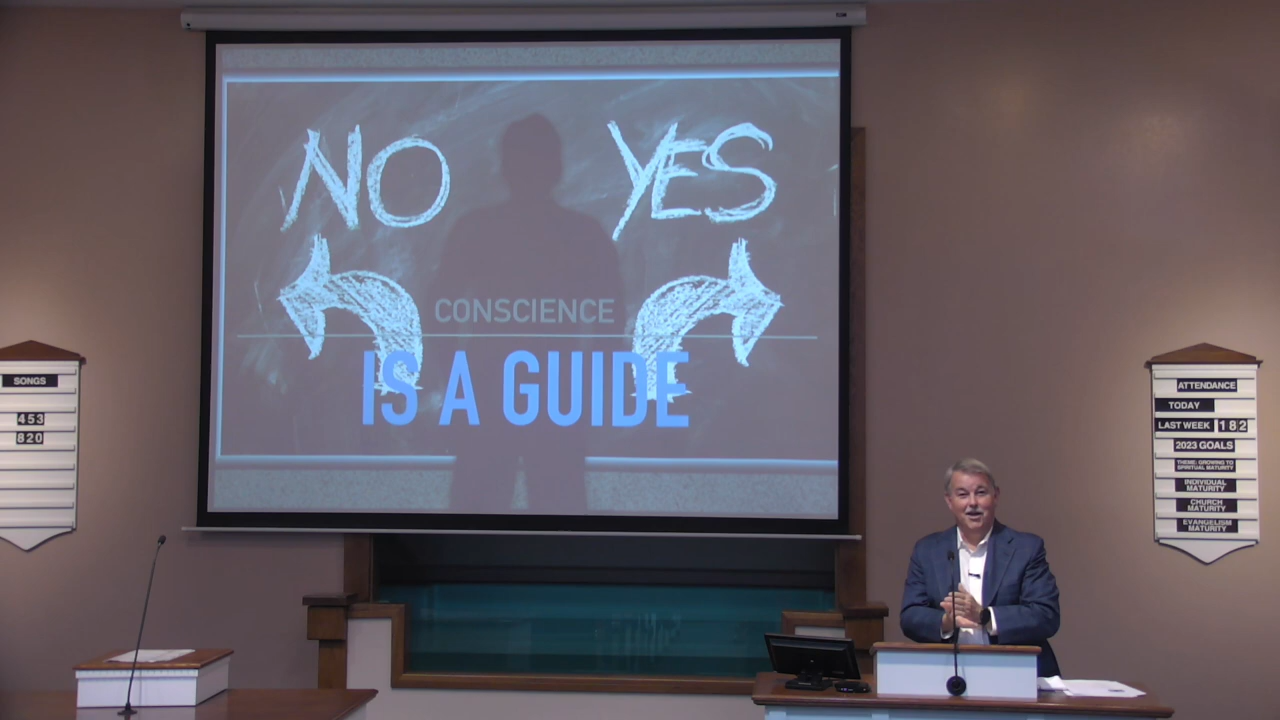 NO YES
CONSCIENCE
IS A GUIDE
SONGS
453
820
ATTENDANCE
TODAY
LAST WEEK 182
2023 GOALS
THEME: GROWING TO
SPIRITUAL MATURITY
INDIVIDUAL
MATURITY
CHURCH
MATURITY
EVANGELISM
MATURITY